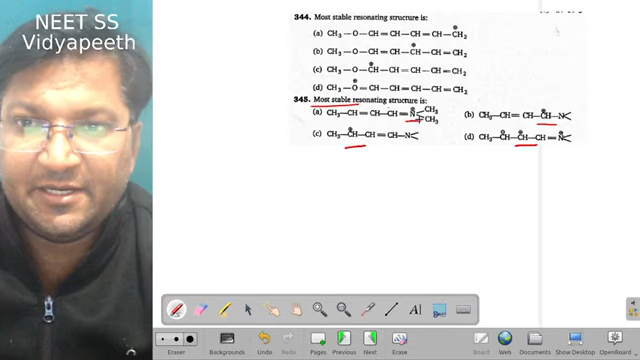 NEET SS
Vidyapeeth
344. Most stable resonating structure is:
(a) CH₃—O—CH=CH—CH=CH—CH₂⊕
(b) CH₃—O—CH=CH—CH⊕—CH=CH₂
(c) CH₃—O—CH⊕—CH=CH—CH=CH₂
(d) CH₃—O⊕=CH—CH=CH—CH=CH₂
345. Most stable resonating structure is:
(a) CH₃—CH=CH—CH=N⊕<CH₃
CH₃
(b) CH₃—CH=CH—CH⊕—N<
(c) CH₃—CH⊕—CH=CH—N<
(d) CH₃—CH—CH—CH=N<
Eraser
Backgrounds
Undo
Redo
Pages
Previous
Next
Erase
Board
Web
Documents
Show Desktop
OpenBoard